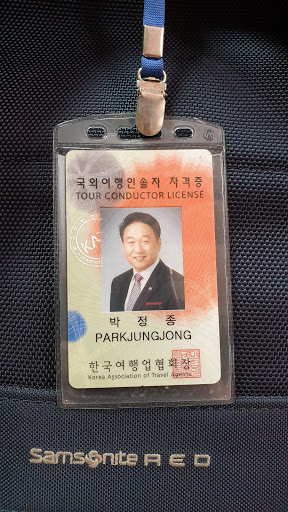 국외여행인솔자 자격증
TOUR CONDUCTOR LICENSE
박 정 종
PARKJUNGJONG
한국여행업협회장
Korea Association of Travel Agents
Samsonite RED